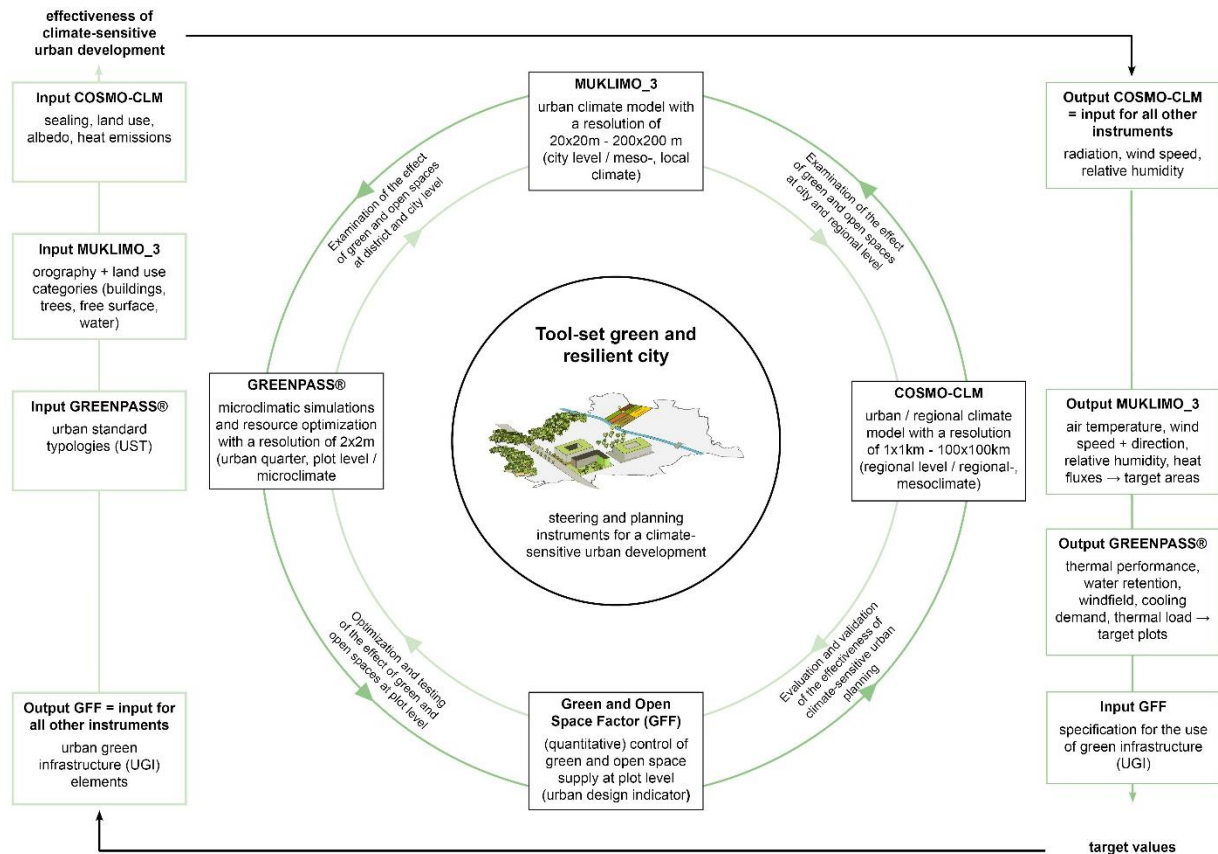 effectiveness of
climate-sensitive
urban development
Input COSMO-CLM
sealing, land use,
albedo, heat emissions
Input MUKLIMO_3
orography + land use
categories (buildings,
trees, free surface,
water)
Input GREENPASS®
urban standard
typologies (UST)
Output GFF = input for
all other instruments
urban green
infrastructure (UGI)
elements
MUKLIMO_3
urban climate model with
a resolution of
20x20m - 200x200 m
(city level / meso-, local
climate)
Examination of the effect
of green and open spaces
at district and city level
Examination of the effect
of green and open spaces
at city and regional level
GREENPASS®
microclimatic simulations
and resource optimization
with a resolution of 2x2m
(urban quarter, plot level /
microclimate
Tool-set green and
resilient city
steering and planning
instruments for a climate-
sensitive urban development
COSMO-CLM
urban / regional climate
model with a resolution
of 1x1km - 100x100km
(regional level / regional-,
mesoclimate)
Optimization and testing
of the effect of green and
open spaces at plot level
Evaluation and validation
of the effectiveness of
climate-sensitive urban
planning
Green and Open
Space Factor (GFF)
(quantitative) control of
green and open space
supply at plot level
(urban design indicator)
Output COSMO-CLM
= input for all other
instruments
radiation, wind speed,
relative humidity
Output MUKLIMO_3
air temperature, wind
speed + direction,
relative humidity, heat
fluxes → target areas
Output GREENPASS®
thermal performance,
water retention,
windfield, cooling
demand, thermal load →
target plots
Input GFF
specification for the use
of green infrastructure
(UGI)
target values